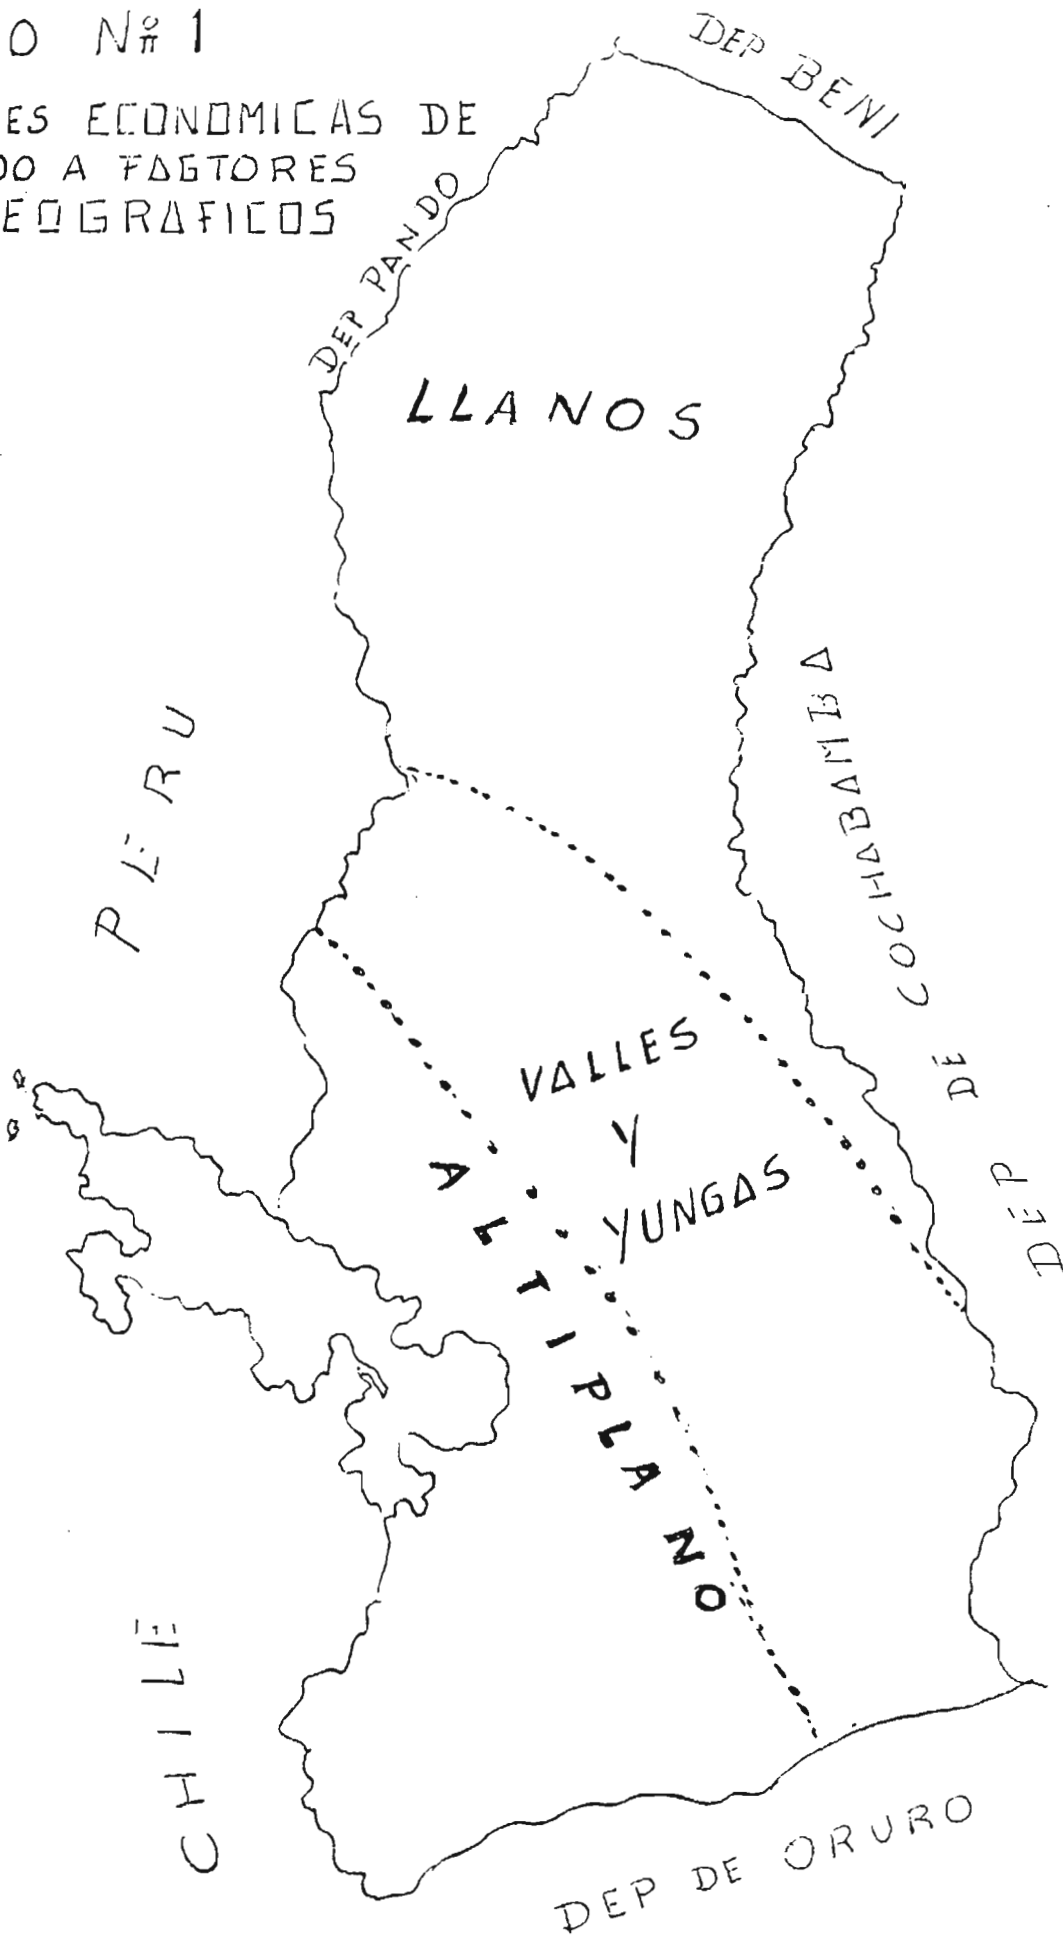 O Nº 1
ES ECONOMICAS DE
DO A FAGTORES
EOGRAFICOS
DEP BENI
DEP PANDO
LLANOS
PERU
DEP DE COCHABAMBA
VALLES
Y
YUNGAS
ALTIPLANO
CHILE
DEP DE ORURO